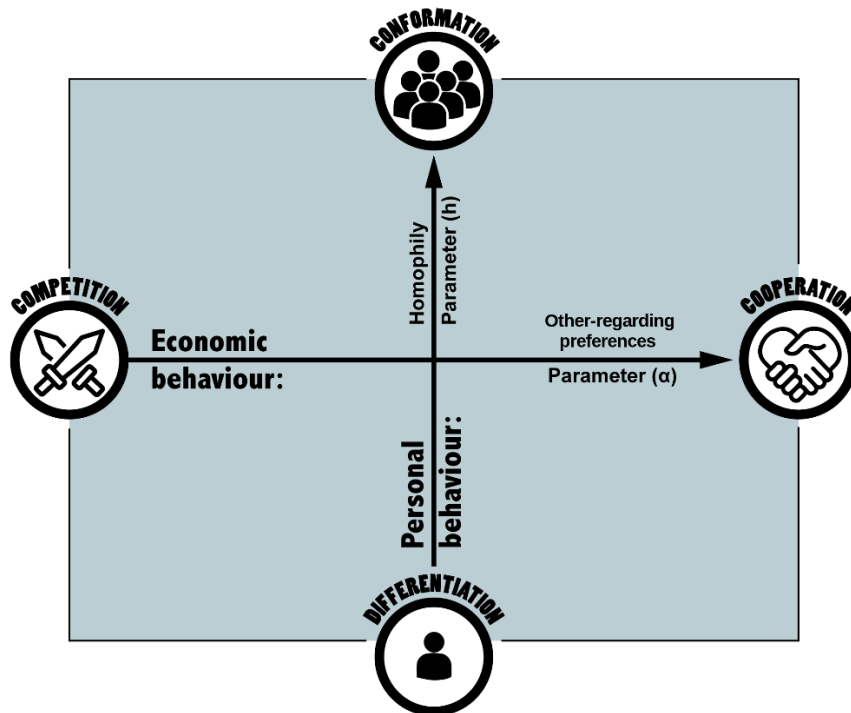 CONFORMATION
Homophily
Parameter (h)
COMPETITION
COOPERATION
Economic
behaviour:
Other-regarding
preferences
Parameter (α)
Personal
behaviour:
DIFFERENTIATION